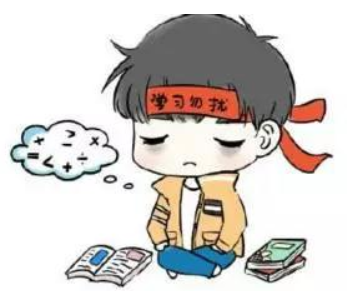 学习勿扰
× > ×
= < + ÷